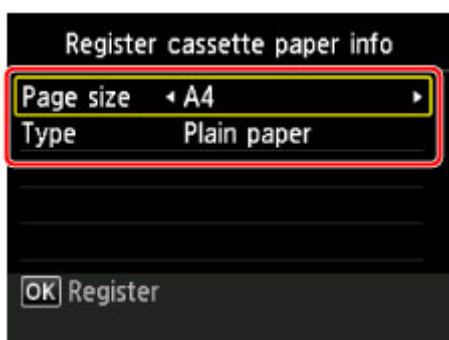 Register cassette paper info
Page size A4
Type Plain paper
OK Register